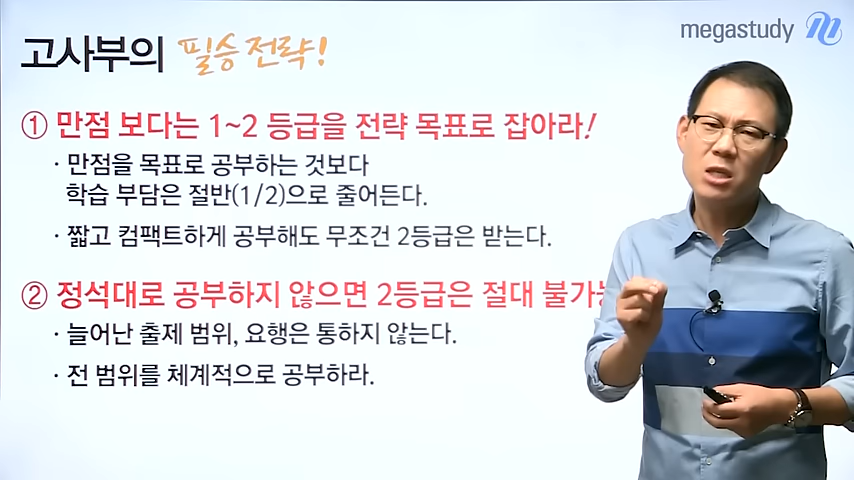 고사부의 필승전략!
megastudy
① 만점 보다는 1~2 등급을 전략 목표로 잡아라!
· 만점을 목표로 공부하는 것보다
학습 부담은 절반(1/2)으로 줄어든다.
· 짧고 컴팩트하게 공부해도 무조건 2등급은 받는다.
② 정석대로 공부하지 않으면 2등급은 절대 불가
· 늘어난 출제 범위, 요행은 통하지 않는다.
· 전 범위를 체계적으로 공부하라.